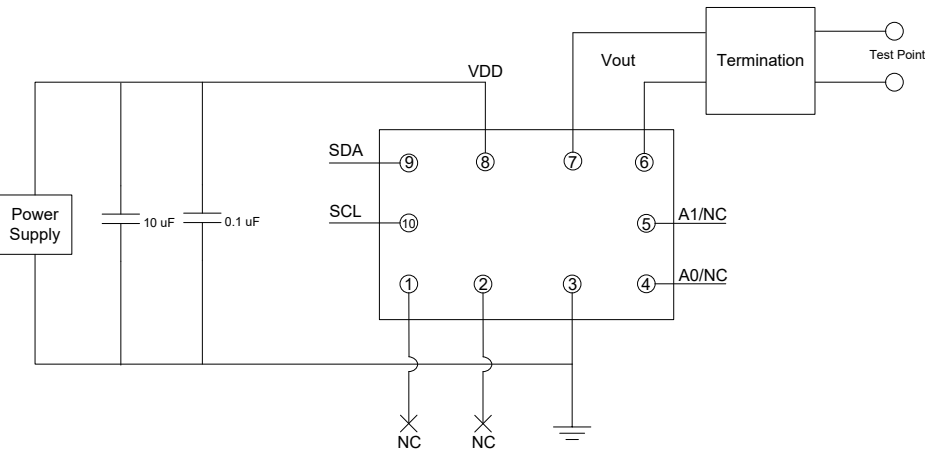 Vout
Termination
Test Point
VDD
SDA
9
8
7
6
SCL
10
5
A1/NC
Power
Supply
10 uF
0.1 uF
1
2
3
4
A0/NC
NC
NC